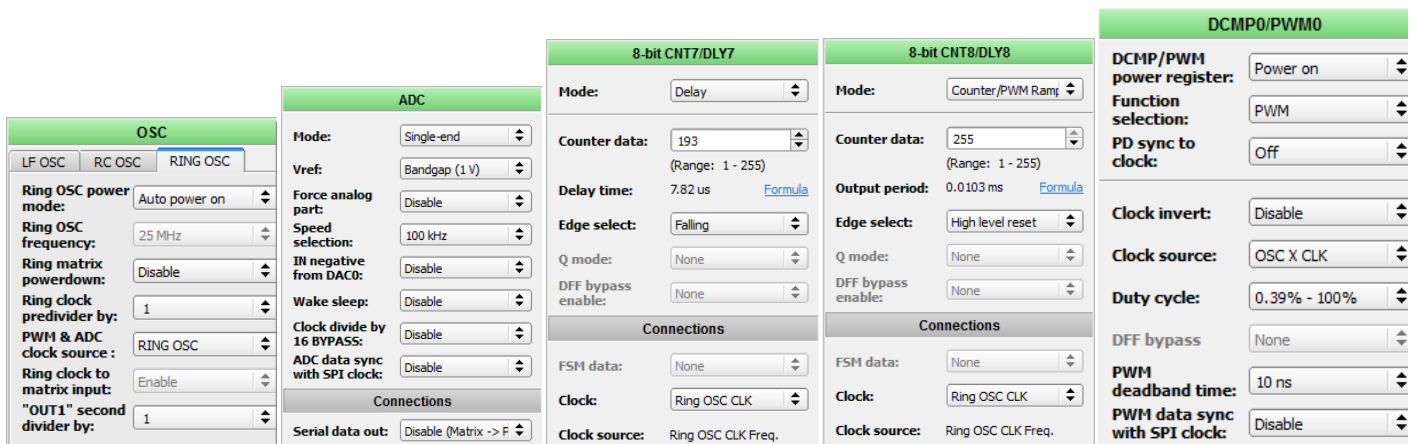 OSC
LF OSC RC OSC RING OSC
Ring OSC power
mode: Auto power on
Ring OSC
frequency: 25 MHz
Ring matrix
powerdown: Disable
Ring clock
predivider by: 1
PWM & ADC
clock source : RING OSC
Ring clock to
matrix input: Enable
"OUT1" second
divider by: 1
ADC
Mode: Single-end
Vref: Bandgap (1 V)
Force analog
part: Disable
Speed
selection: 100 kHz
IN negative
from DAC0: Disable
Wake sleep: Disable
Clock divide by
16 BYPASS: Disable
ADC data sync
with SPI clock: Disable
Connections
Serial data out: Disable (Matrix -> P
8-bit CNT7/DLY7
Mode: Delay
Counter data: 193
(Range: 1 - 255)
Delay time: 7.82 us Formula
Edge select: Falling
Q mode: None
DFF bypass
enable: None
Connections
FSM data: None
Clock: Ring OSC CLK
Clock source: Ring OSC CLK Freq.
8-bit CNT8/DLY8
Mode: Counter/PWM Ramp
Counter data: 255
(Range: 1 - 255)
Output period: 0.0103 ms Formula
Edge select: High level reset
Q mode: None
DFF bypass
enable: None
Connections
FSM data: None
Clock: Ring OSC CLK
Clock source: Ring OSC CLK Freq.
DCMP0/PWM0
DCMP/PWM
power register: Power on
Function
selection: PWM
PD sync to
clock: Off
Clock invert: Disable
Clock source: OSC X CLK
Duty cycle: 0.39% - 100%
DFF bypass None
PWM
deadband time: 10 ns
PWM data sync
with SPI clock: Disable